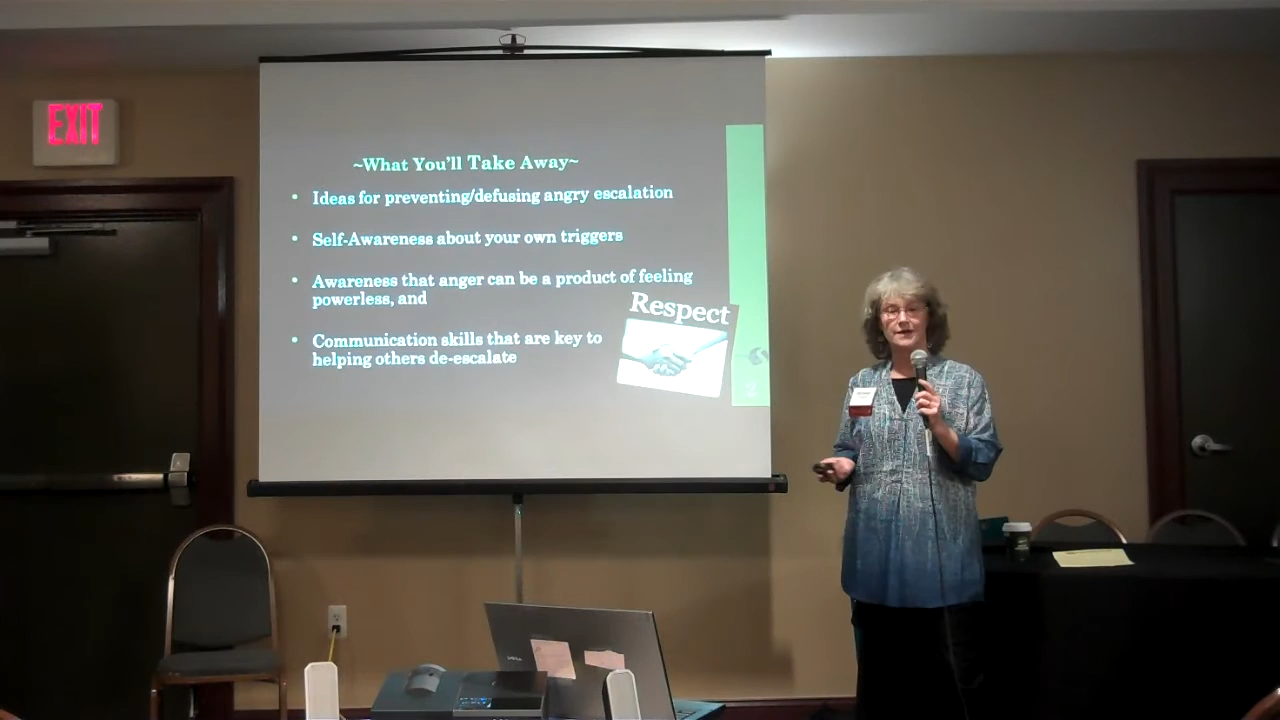 EXIT
~What You'll Take Away~
• Ideas for preventing/defusing angry escalation
• Self-Awareness about your own triggers
• Awareness that anger can be a product of feeling
powerless, and
Respect
• Communication skills that are key to
helping others de-escalate
DELL